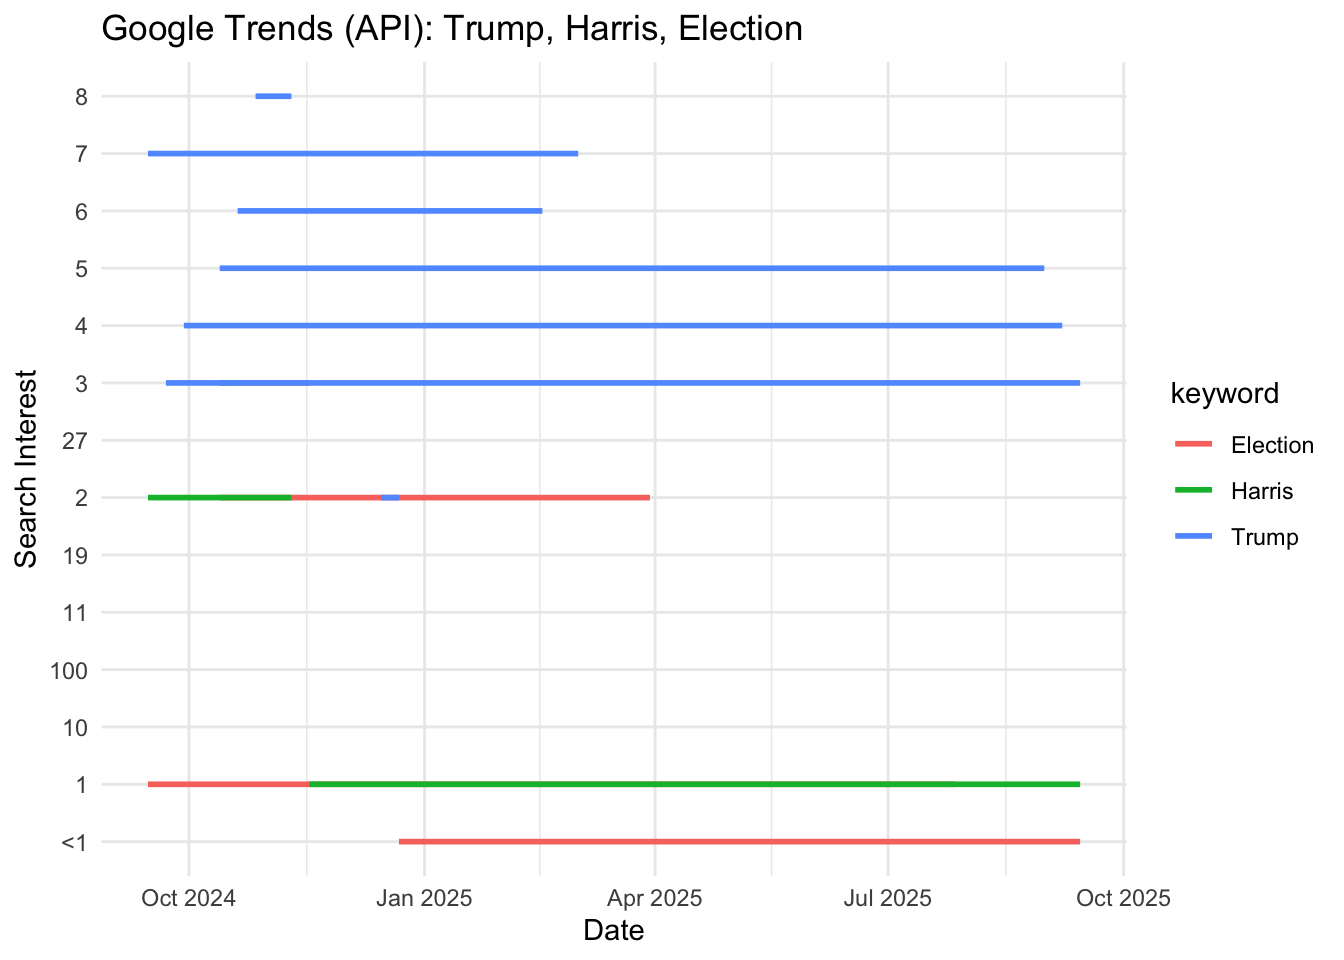 Google Trends (API): Trump, Harris, Election
Search Interest
8
7
6
5
4
3
27
2
19
11
100
10
1
<1
Oct 2024
Jan 2025
Apr 2025
Jul 2025
Oct 2025
Date
keyword
Election
Harris
Trump